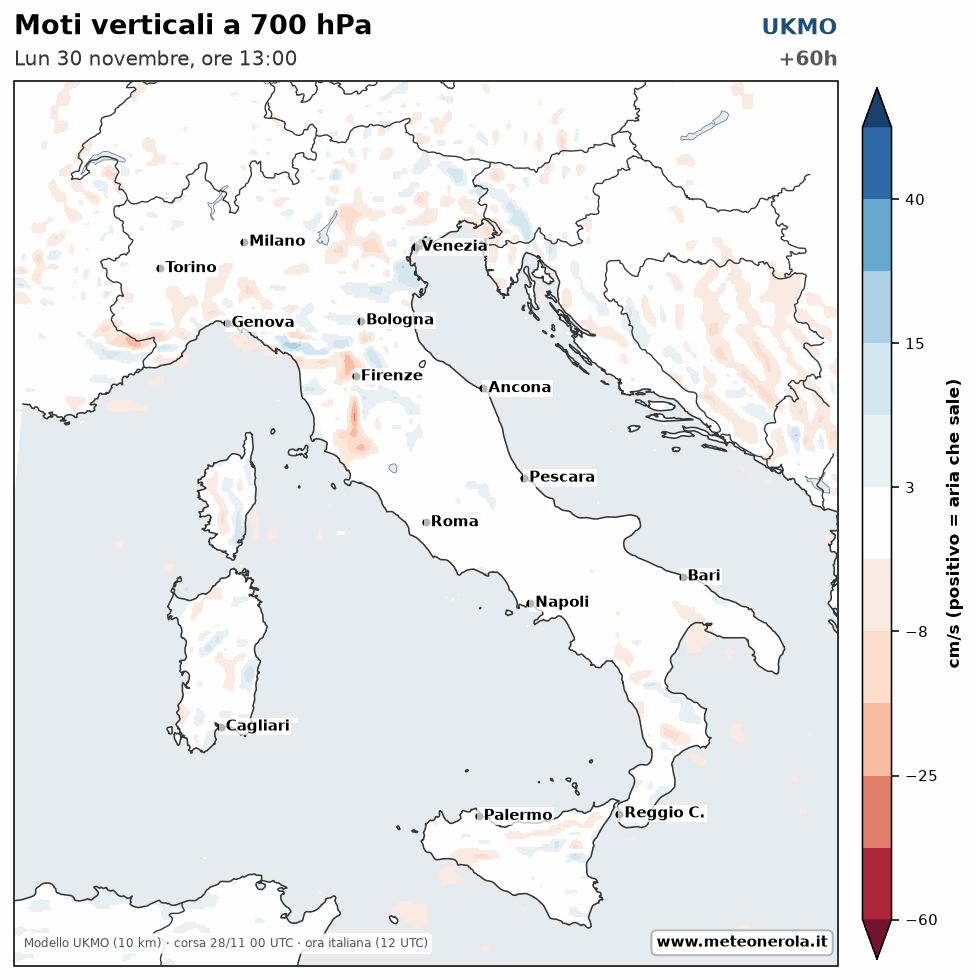 Moti verticali a 700 hPa
UKMO
Lun 30 novembre, ore 13:00
+60h
Milano
Venezia
Torino
Genova
Bologna
Firenze
Ancona
Pescara
Roma
Bari
Napoli
Cagliari
Palermo
Reggio C.
40
15
3
−8
−25
−60
cm/s (positivo = aria che sale)
Modello UKMO (10 km) · corsa 28/11 00 UTC · ora italiana (12 UTC)
www.meteonerola.it